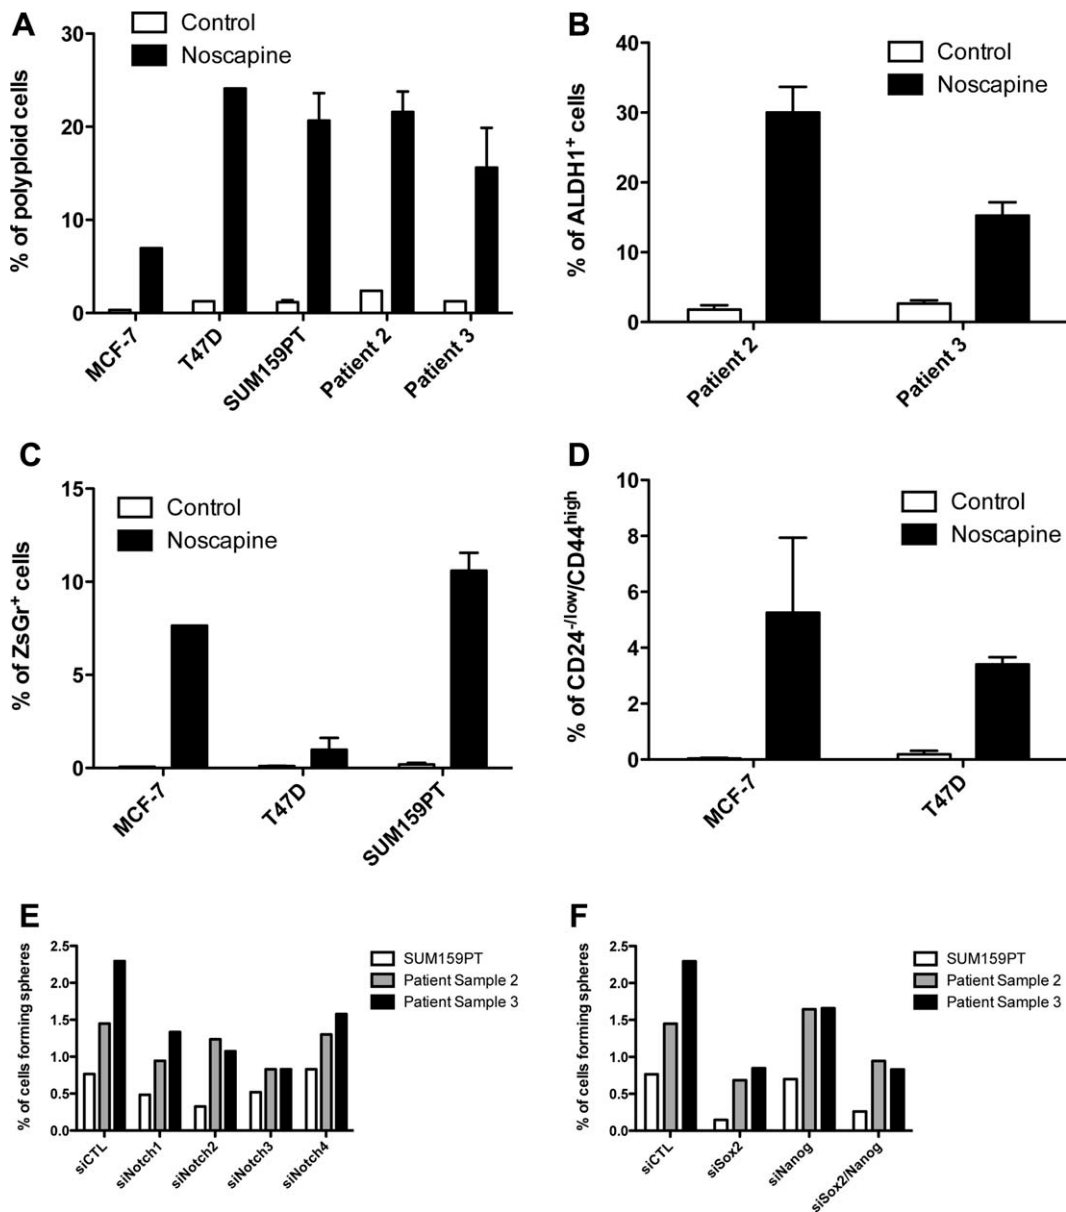 A
Control
Noscapine
% of polyploid cells
30
20
10
0
MCF-7
T47D
SUM159PT
Patient 2
Patient 3
B
Control
Noscapine
% of ALDH1+ cells
40
30
20
10
0
Patient 2
Patient 3
C
Control
Noscapine
% of ZsGr+ cells
15
10
5
0
MCF-7
T47D
SUM159PT
D
Control
Noscapine
% of CD24-/low/CD44high
10
8
6
4
2
0
MCF-7
T47D
E
SUM159PT
Patient Sample 2
Patient Sample 3
% of cells forming spheres
2.5
2.0
1.5
1.0
0.5
0.0
siCTL
siNotch1
siNotch2
siNotch3
siNotch4
F
SUM159PT
Patient Sample 2
Patient Sample 3
% of cells forming spheres
2.5
2.0
1.5
1.0
0.5
0.0
siCTL
siSox2
siNanog
siSox2/Nanog